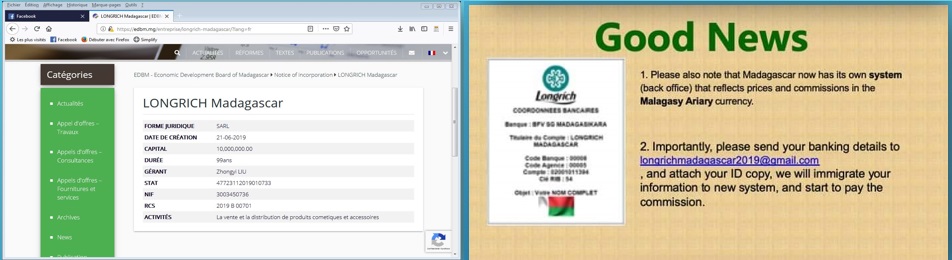 Fichier Édition Affichage Historique Marque-pages Outils ?
Facebook
LONGRICH Madagascar | EDBM
https://edbm.mg/entreprise/longrich-madagascar/?lang=fr
Rechercher
Les plus visités Facebook Débuter avec Firefox Simplify
ACTUALITÉS RÉFORMES TEXTES PUBLICATIONS OPPORTUNITÉS
Catégories
Actualités
Appel d'offres – Travaux
Appels d'offres – Consultances
Appels d'offres – Fournitures et services
Archives
News
EDBM - Economic Development Board of Madagascar > Notice of Incorporation > LONGRICH Madagascar
LONGRICH Madagascar
FORME JURIDIQUE SARL
DATE DE CRÉATION 21-06-2019
CAPITAL 10,000,000.00
DURÉE 99ans
GÉRANT Zhongyi LIU
STAT 47723112019010733
NIF 3003450736
RCS 2019 B 00701
ACTIVITÉS La vente et la distribution de produits cometiques et accessoires
Good News
Longrich
COORDONNEES BANCAIRES
Banque : BFV SG MADAGASIKARA
Titulaire du Compte : LONGRICH
MADAGASCAR
Code Banque : 00008
Code Agence : 00005
Compte : 02001011394
Clé RIB : 54
Objet : Votre NOM COMPLET
1. Please also note that Madagascar now has its own system
(back office) that reflects prices and commissions in the
Malagasy Ariary currency.
2. Importantly, please send your banking details to
longrichmadagascar2019@gmail.com
, and attach your ID copy, we will immigrate your
information to new system, and start to pay the
commission.